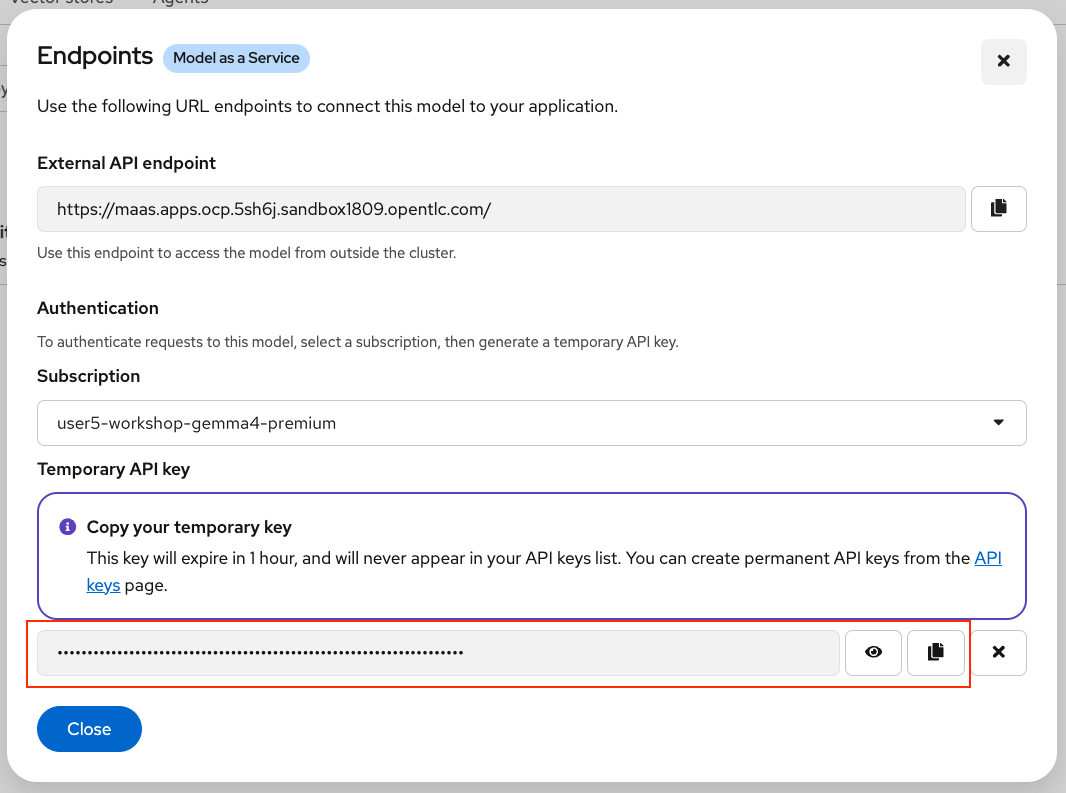 Vector stores Agents
Endpoints Model as a Service
Use the following URL endpoints to connect this model to your application.
External API endpoint
https://maas.apps.ocp.5sh6j.sandbox1809.opentlc.com/
Use this endpoint to access the model from outside the cluster.
Authentication
To authenticate requests to this model, select a subscription, then generate a temporary API key.
Subscription
user5-workshop-gemma4-premium
Temporary API key
Copy your temporary key
This key will expire in 1 hour, and will never appear in your API keys list. You can create permanent API keys from the API
keys page.
Close